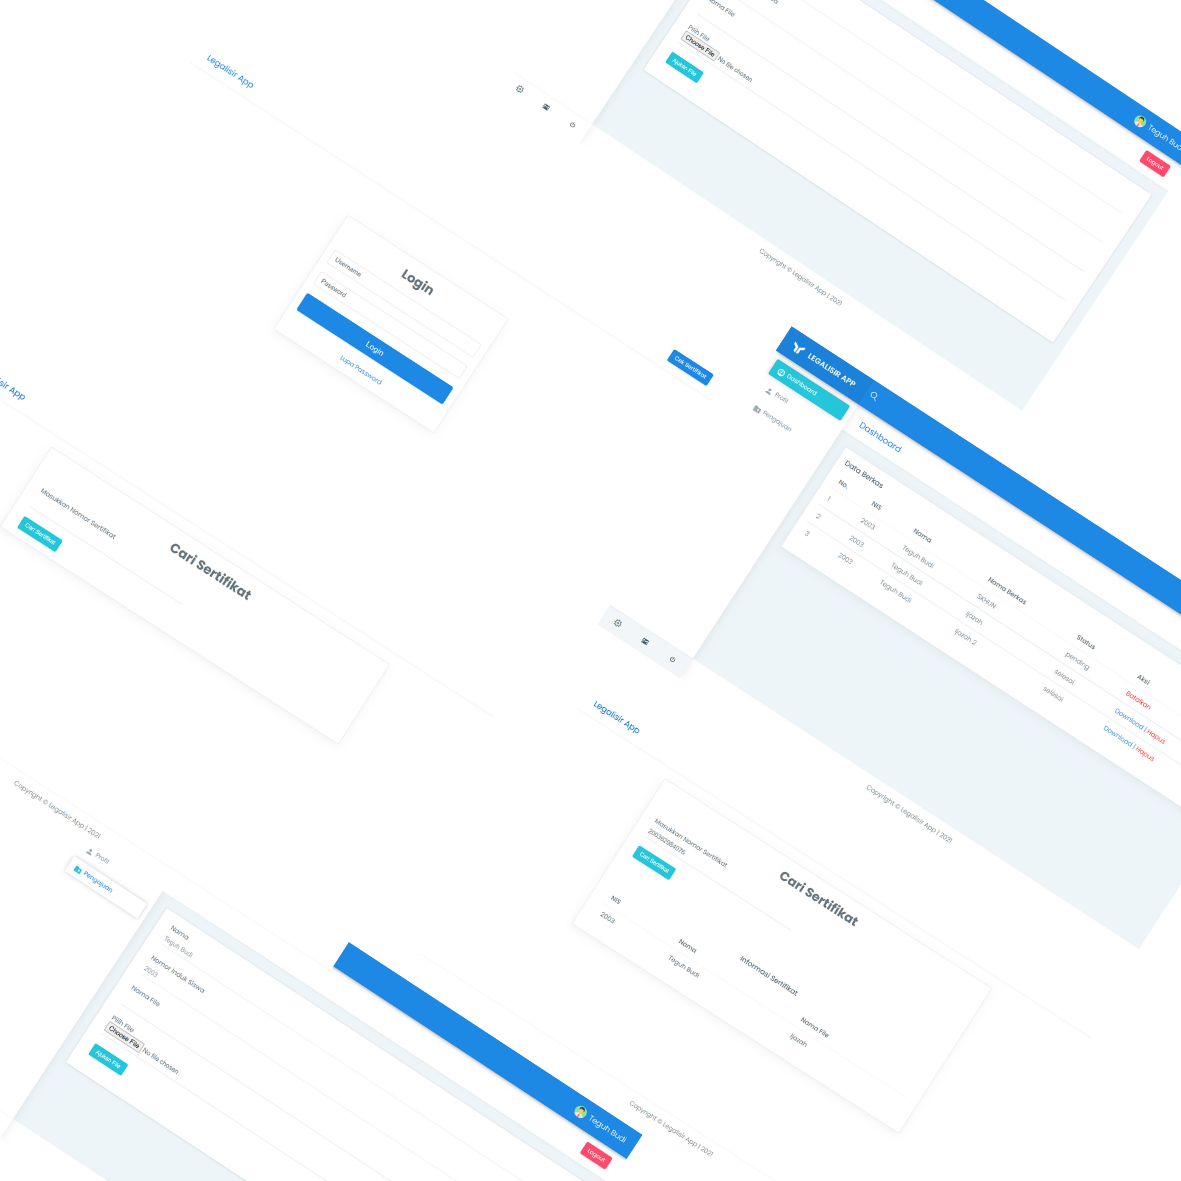 Legalisir App
Login
Username
Password
Login
Lupa Password
Cek Sertifikat
Nama File
Pilih File
Choose File No file chosen
Ajukan File
Teguh Budi
Logout
Copyright © Legalisir App | 2021
App
Cari Sertifikat
Masukkan Nomor Sertifikat
Cari Sertifikat
Copyright © Legalisir App | 2021
LEGALISIR APP
Dashboard
Profil
Pengajuan
Dashboard
Data Berkas
No. NIS Nama Nama Berkas Status Aksi
1 2003 Teguh Budi SKHUN pending Batalkan
2 2003 Teguh Budi Ijazah selesai Download | Hapus
3 2003 Teguh Budi Ijazah 2 selesai Download | Hapus
Copyright © Legalisir App | 2021
Legalisir App
Cari Sertifikat
Masukkan Nomor Sertifikat
Cari Sertifikat
Informasi Sertifikat
NIS Nama Nama File
2003 Teguh Budi Ijazah
Copyright © Legalisir App | 2021
Profil
Pengajuan
Teguh Budi
Logout
Nama
Teguh Budi
Nomor Induk Siswa
2003
Nama File
Pilih File
Choose File No file chosen
Ajukan File